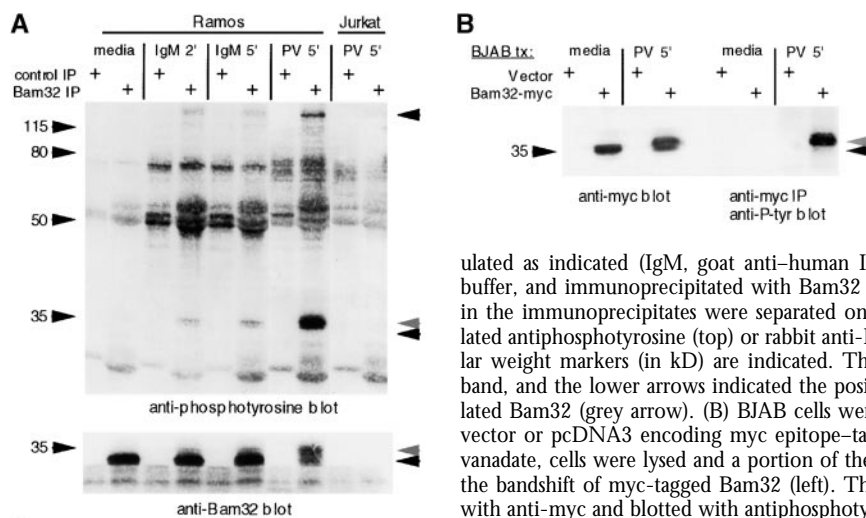 A
Ramos Jurkat
media IgM 2' IgM 5' PV 5' PV 5'
control IP + + + + +
Bam32 IP + + + + +
115
80
50
35
anti-phosphotyrosine blot
35
anti-Bam32 blot
B
BJAB tx: media PV 5' media PV 5'
Vector + + + +
Bam32-myc + + + +
35
anti-myc blot
anti-myc IP
anti-P-tyr blot
ulated as indicated (IgM, goat anti–human I
buffer, and immunoprecipitated with Bam32
in the immunoprecipitates were separated on
lated antiphosphotyrosine (top) or rabbit anti-
lar weight markers (in kD) are indicated. Th
band, and the lower arrows indicated the posi
lated Bam32 (grey arrow). (B) BJAB cells wer
vector or pcDNA3 encoding myc epitope–ta
vanadate, cells were lysed and a portion of the
the bandshift of myc-tagged Bam32 (left). Th
with anti-myc and blotted with antiphosphoty